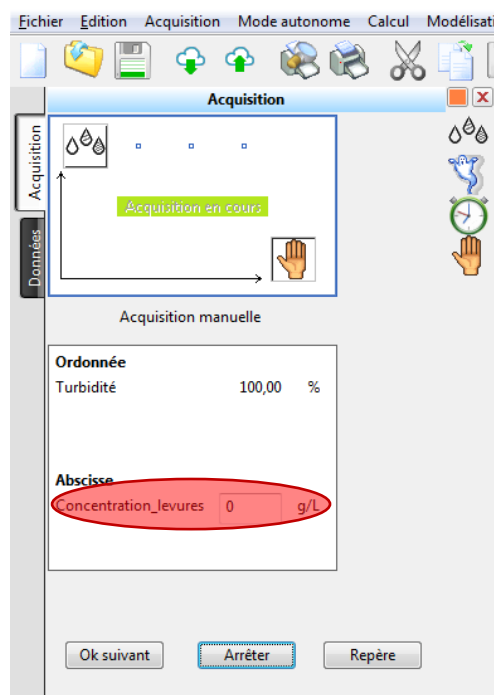 Fichier Edition Acquisition Mode autonome Calcul Modélisati
Acquisition
Acquisition
Données
Acquisition en cours
Acquisition manuelle
Ordonnée
Turbidité 100,00 %
Abscisse
Concentration_levures 0 g/L
Ok suivant Arrêter Repère